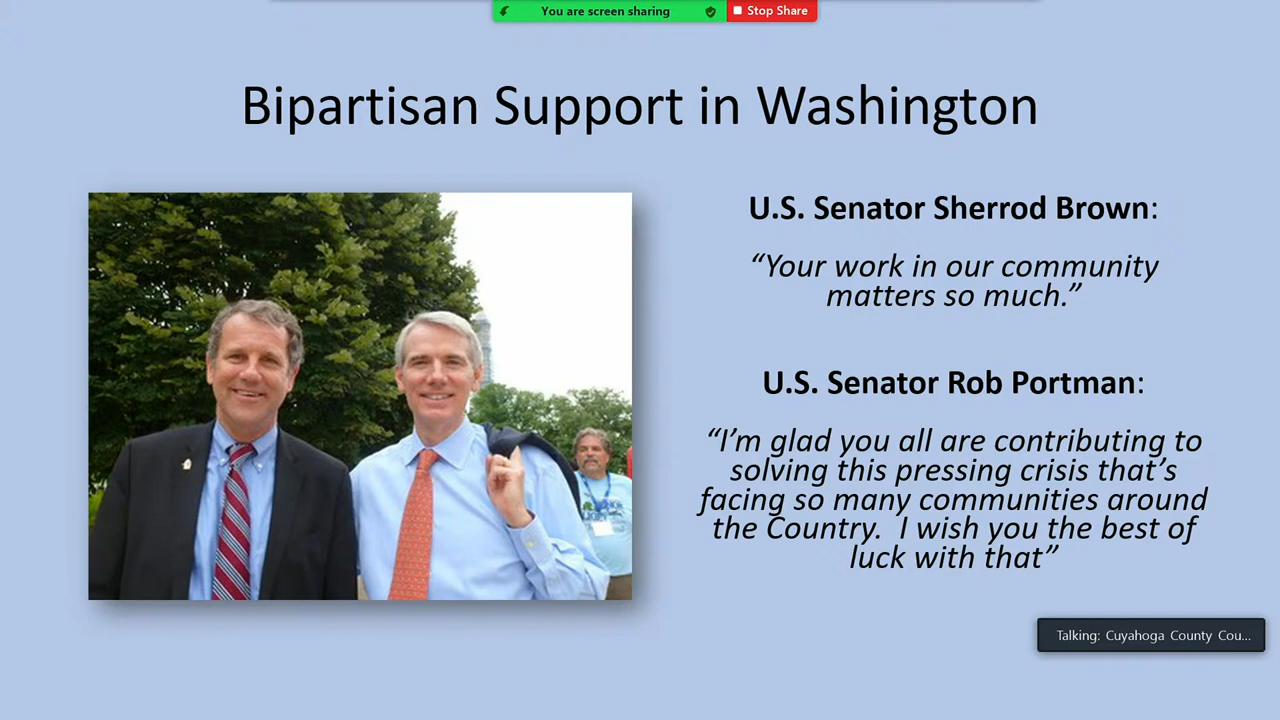 You are screen sharing
Stop Share
Bipartisan Support in Washington
U.S. Senator Sherrod Brown:
“Your work in our community
matters so much.”
U.S. Senator Rob Portman:
“I’m glad you all are contributing to
solving this pressing crisis that’s
facing so many communities around
the Country.  I wish you the best of
luck with that”
Talking: Cuyahoga County Cou...